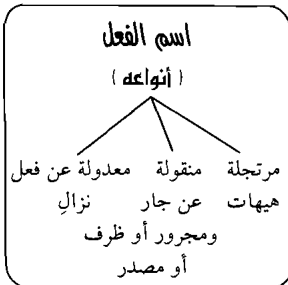 اسم الفعل
( أنواعه )
مرتجلة منقولة معدولة عن فعل
هيهات عن جار نزالِ
ومجرور أو ظرف
أو مصدر